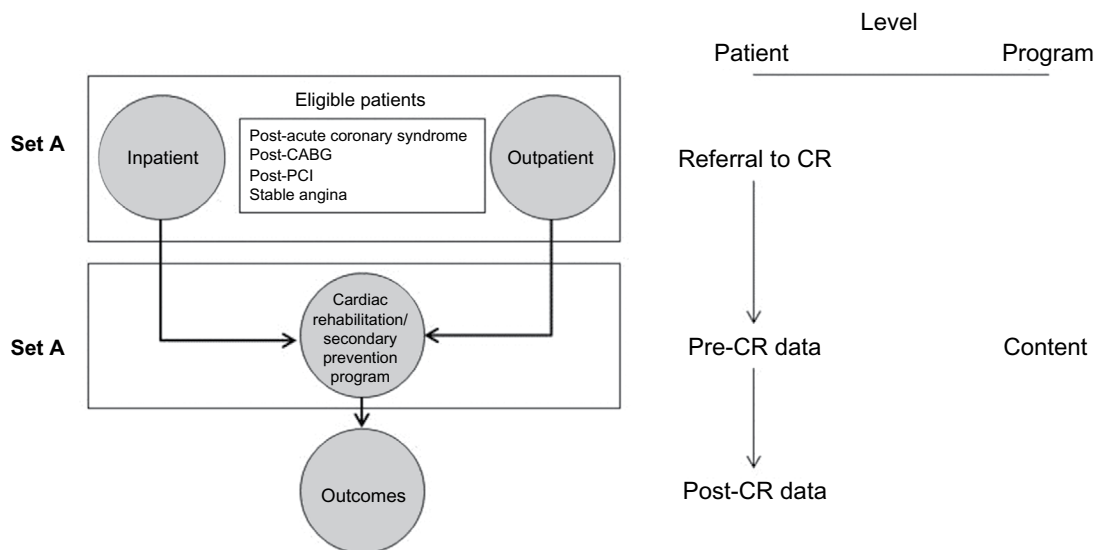 Level
Patient
Program
Eligible patients
Set A
Inpatient
Post-acute coronary syndrome
Post-CABG
Post-PCI
Stable angina
Outpatient
Referral to CR
Set A
Cardiac
rehabilitation/
secondary
prevention
program
Pre-CR data
Content
Outcomes
Post-CR data